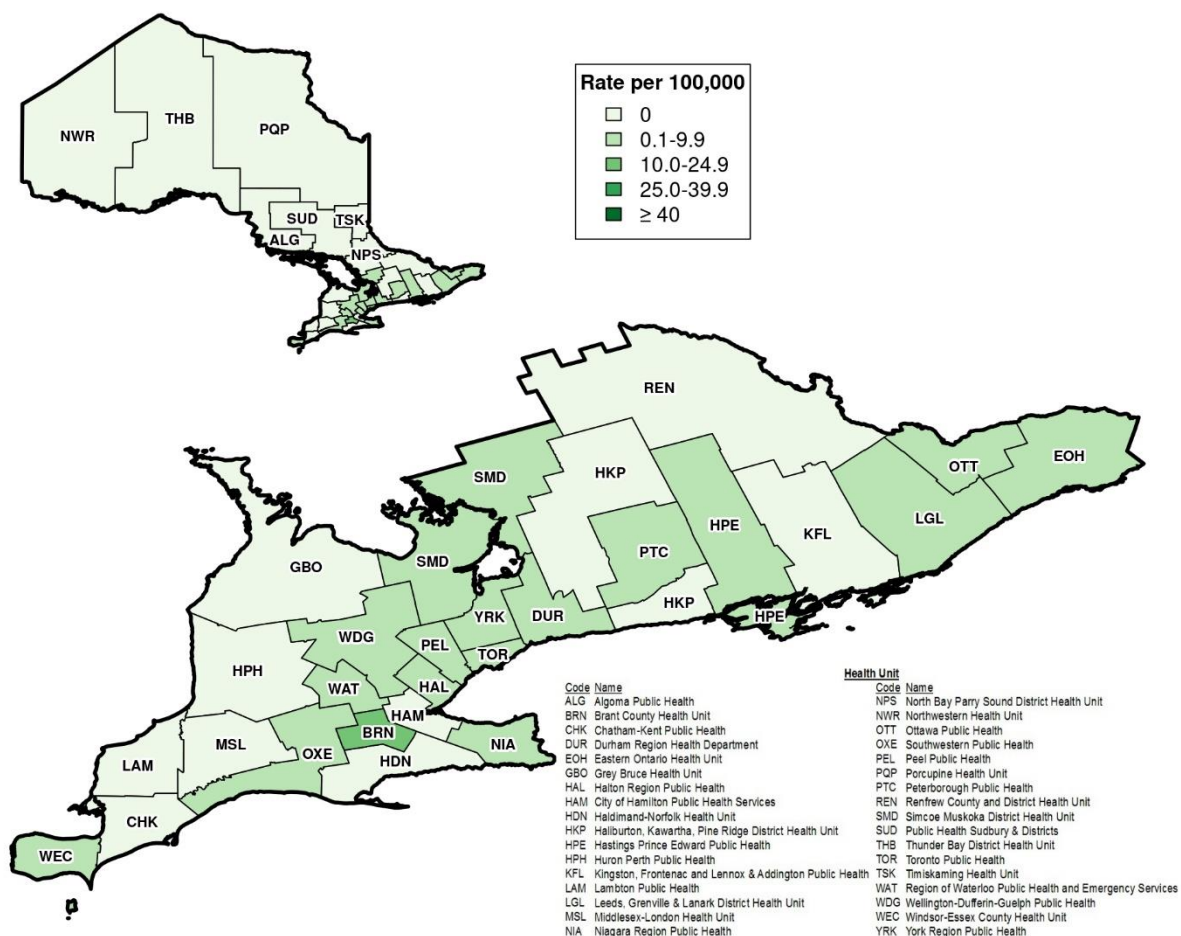 Rate per 100,000
0
0.1-9.9
10.0-24.9
25.0-39.9
≥ 40
NWR
THB
PQP
SUD
TSK
ALG
NPS
REN
SMD
HKP
OTT
EOH
HPE
LGL
PTC
KFL
SMD
GBO
HKP
YRK
DUR
HPE
WDG
PEL
TOR
HPH
WAT
HAL
HAM
BRN
MSL
OXE
NIA
LAM
HDN
CHK
WEC
Health Unit
Code Name
ALG Algoma Public Health
BRN Brant County Health Unit
CHK Chatham-Kent Public Health
DUR Durham Region Health Department
EOH Eastern Ontario Health Unit
GBO Grey Bruce Health Unit
HAL Halton Region Public Health
HAM City of Hamilton Public Health Services
HDN Haldimand-Norfolk Health Unit
HKP Haliburton, Kawartha, Pine Ridge District Health Unit
HPE Hastings Prince Edward Public Health
HPH Huron Perth Public Health
KFL Kingston, Frontenac and Lennox & Addington Public Health
LAM Lambton Public Health
LGL Leeds, Grenville & Lanark District Health Unit
MSL Middlesex-London Health Unit
NIA Niagara Region Public Health
Code Name
NPS North Bay Parry Sound District Health Unit
NWR Northwestern Health Unit
OTT Ottawa Public Health
OXE Southwestern Public Health
PEL Peel Public Health
PQP Porcupine Health Unit
PTC Peterborough Public Health
REN Renfrew County and District Health Unit
SMD Simcoe Muskoka District Health Unit
SUD Public Health Sudbury & Districts
THB Thunder Bay District Health Unit
TOR Toronto Public Health
TSK Timiskaming Health Unit
WAT Region of Waterloo Public Health and Emergency Services
WDG Wellington-Dufferin-Guelph Public Health
WEC Windsor-Essex County Health Unit
YRK York Region Public Health